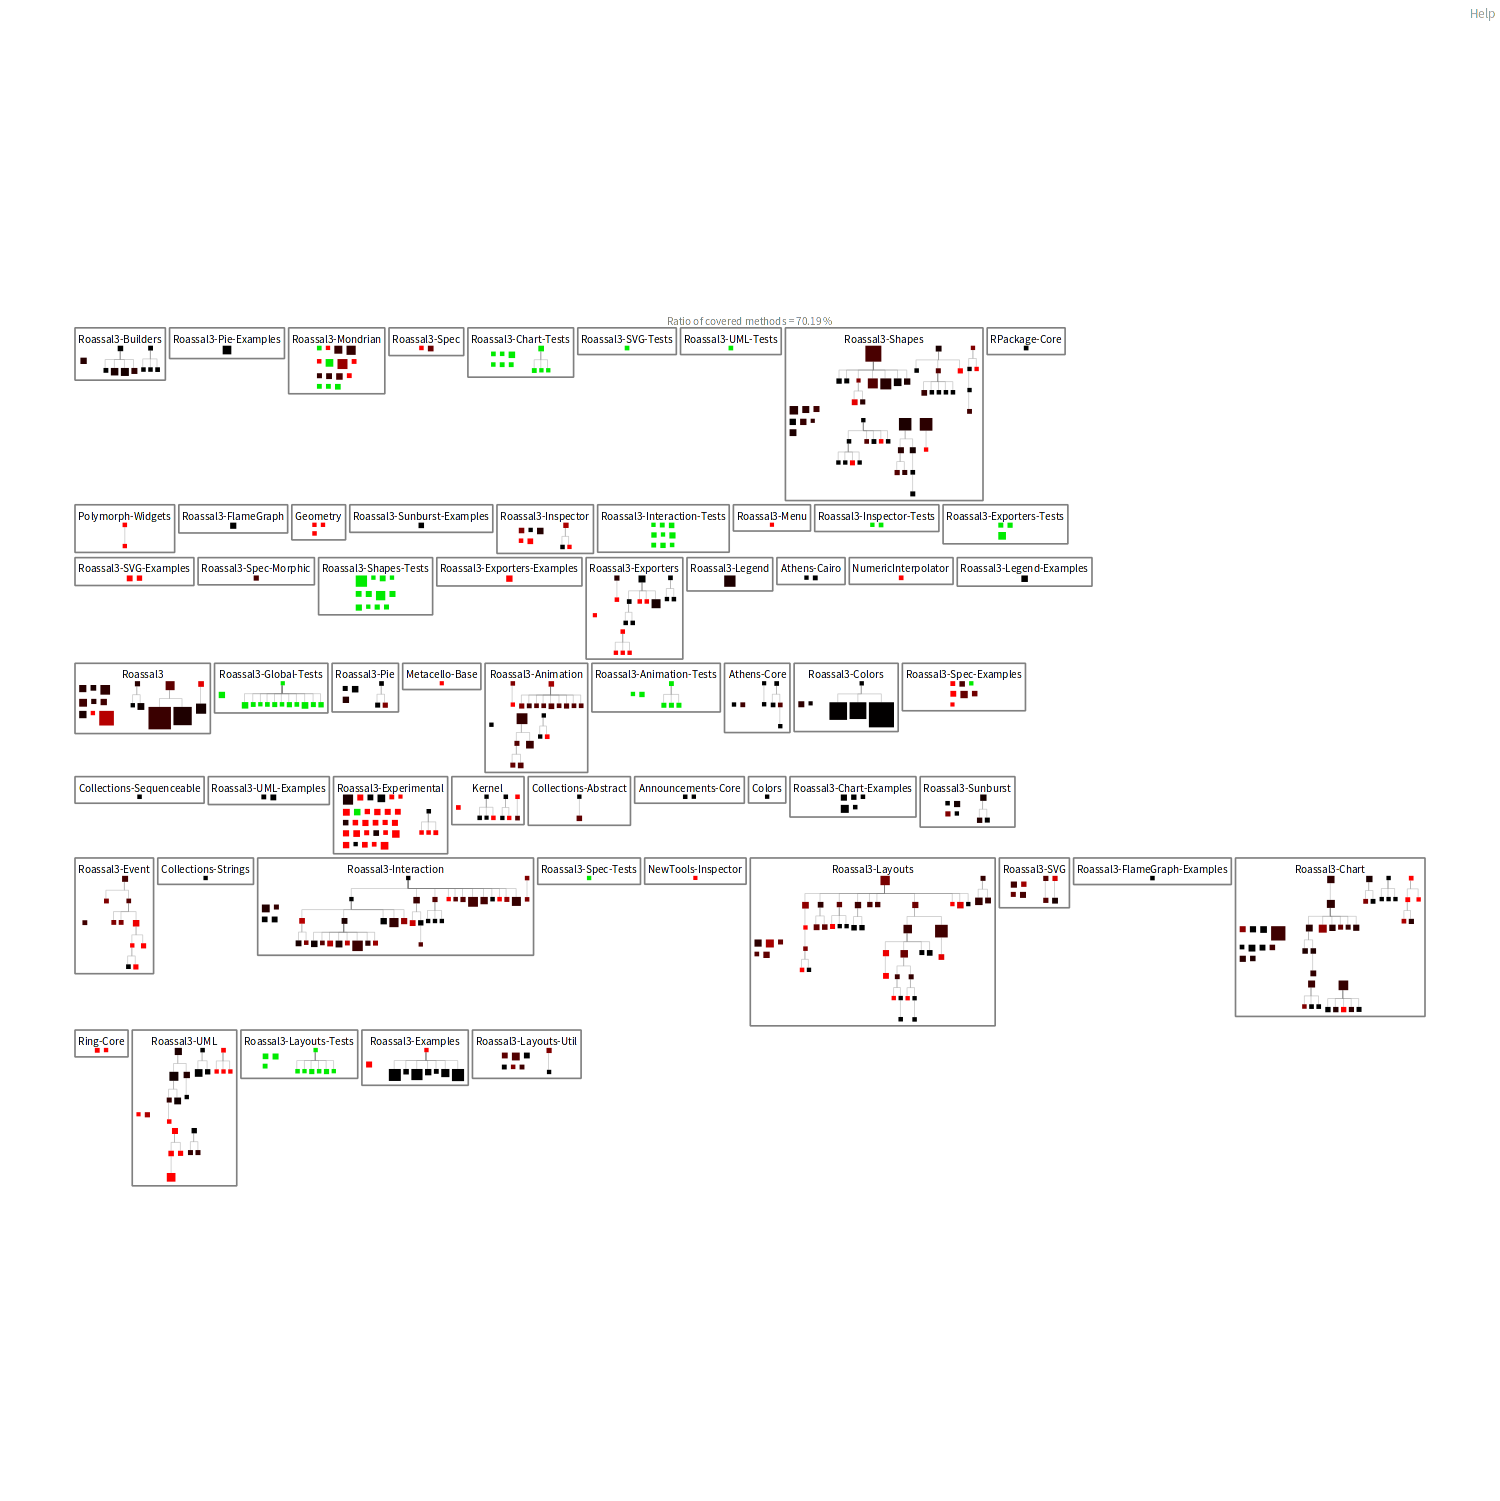 Help
Ratio of covered methods = 70.19 %
Roassal3-Builders
Roassal3-Pie-Examples
Roassal3-Mondrian
Roassal3-Spec
Roassal3-Chart-Tests
Roassal3-SVG-Tests
Roassal3-UML-Tests
Roassal3-Shapes
RPackage-Core
Polymorph-Widgets
Roassal3-FlameGraph
Geometry
Roassal3-Sunburst-Examples
Roassal3-Inspector
Roassal3-Interaction-Tests
Roassal3-Menu
Roassal3-Inspector-Tests
Roassal3-Exporters-Tests
Roassal3-SVG-Examples
Roassal3-Spec-Morphic
Roassal3-Shapes-Tests
Roassal3-Exporters-Examples
Roassal3-Exporters
Roassal3-Legend
Athens-Cairo
NumericInterpolator
Roassal3-Legend-Examples
Roassal3
Roassal3-Global-Tests
Roassal3-Pie
Metacello-Base
Roassal3-Animation
Roassal3-Animation-Tests
Athens-Core
Roassal3-Colors
Roassal3-Spec-Examples
Collections-Sequenceable
Roassal3-UML-Examples
Roassal3-Experimental
Kernel
Collections-Abstract
Announcements-Core
Colors
Roassal3-Chart-Examples
Roassal3-Sunburst
Roassal3-Event
Collections-Strings
Roassal3-Interaction
Roassal3-Spec-Tests
NewTools-Inspector
Roassal3-Layouts
Roassal3-SVG
Roassal3-FlameGraph-Examples
Roassal3-Chart
Ring-Core
Roassal3-UML
Roassal3-Layouts-Tests
Roassal3-Examples
Roassal3-Layouts-Util